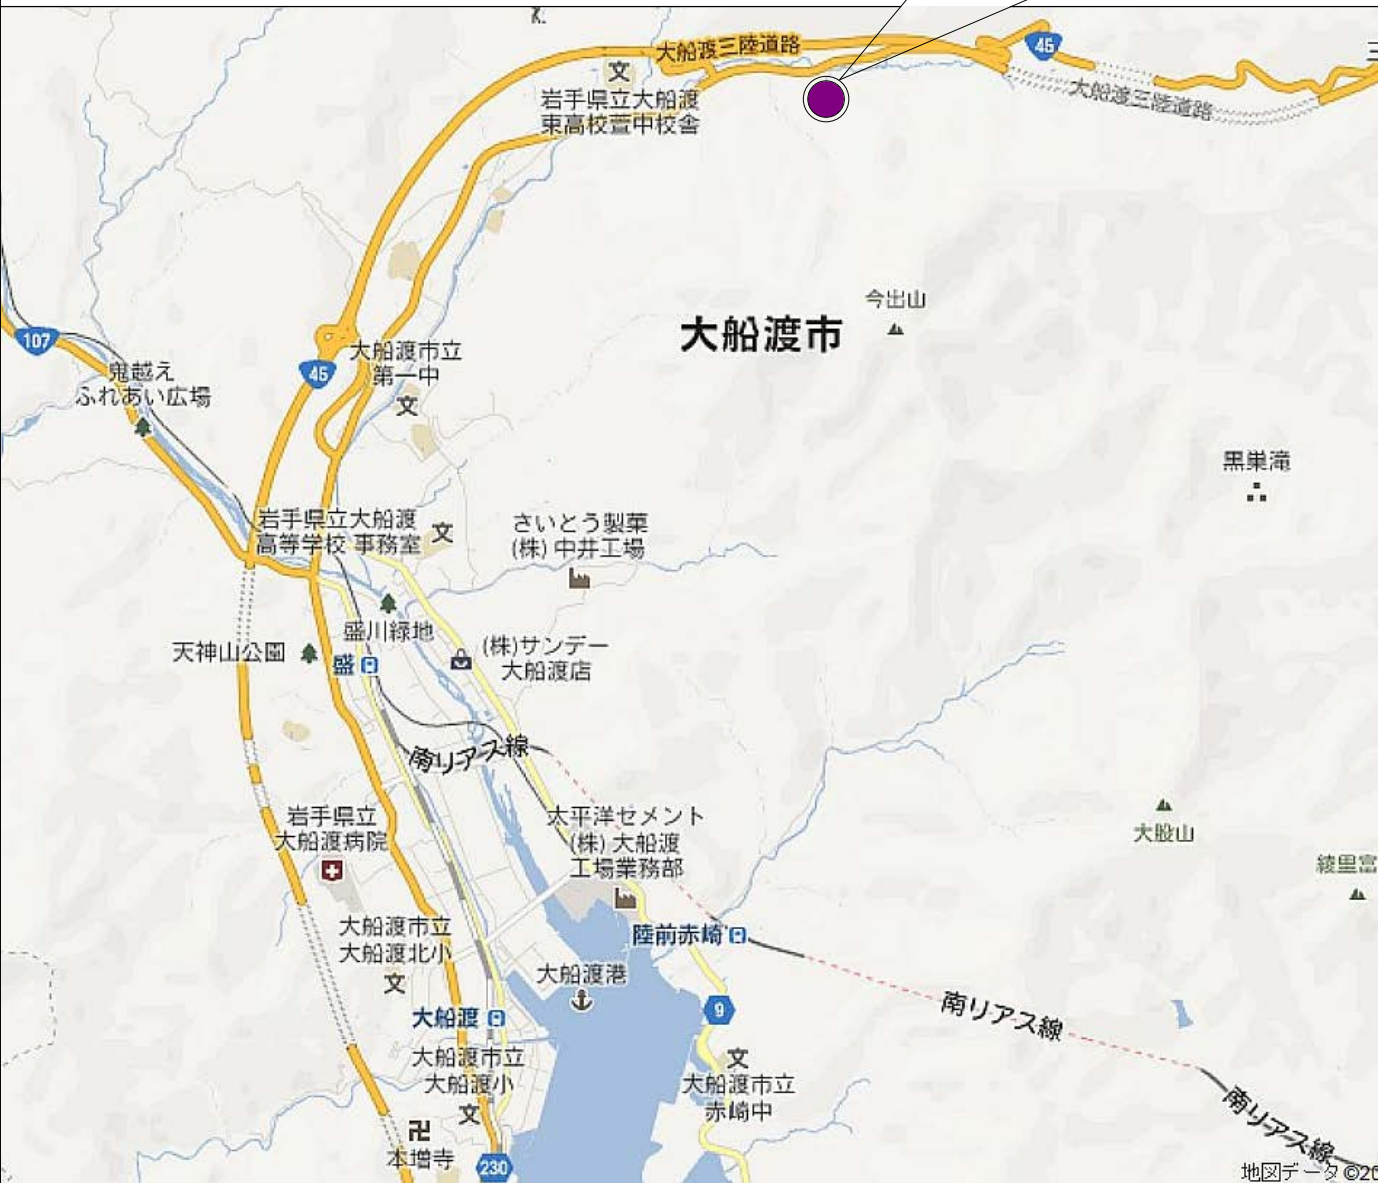 大船渡三陸道路
45
岩手県立大船渡
東高校萱中校舎
大船渡三陸道路
今出山
大船渡市
107
45
大船渡市立
第一中
鬼越え
ふれあい広場
黒巣滝
岩手県立大船渡
高等学校 事務室
さいとう製菓
(株) 中井工場
盛川緑地
天神山公園
盛
(株)サンデー
大船渡店
南リアス線
岩手県立
大船渡病院
太平洋セメント
(株) 大船渡
工場業務部
大股山
綾里富
大船渡市立
大船渡北小
陸前赤崎
大船渡港
9
南リアス線
大船渡
大船渡市立
大船渡小
大船渡市立
赤崎中
南リアス線
本増寺
230
地図データ ©20